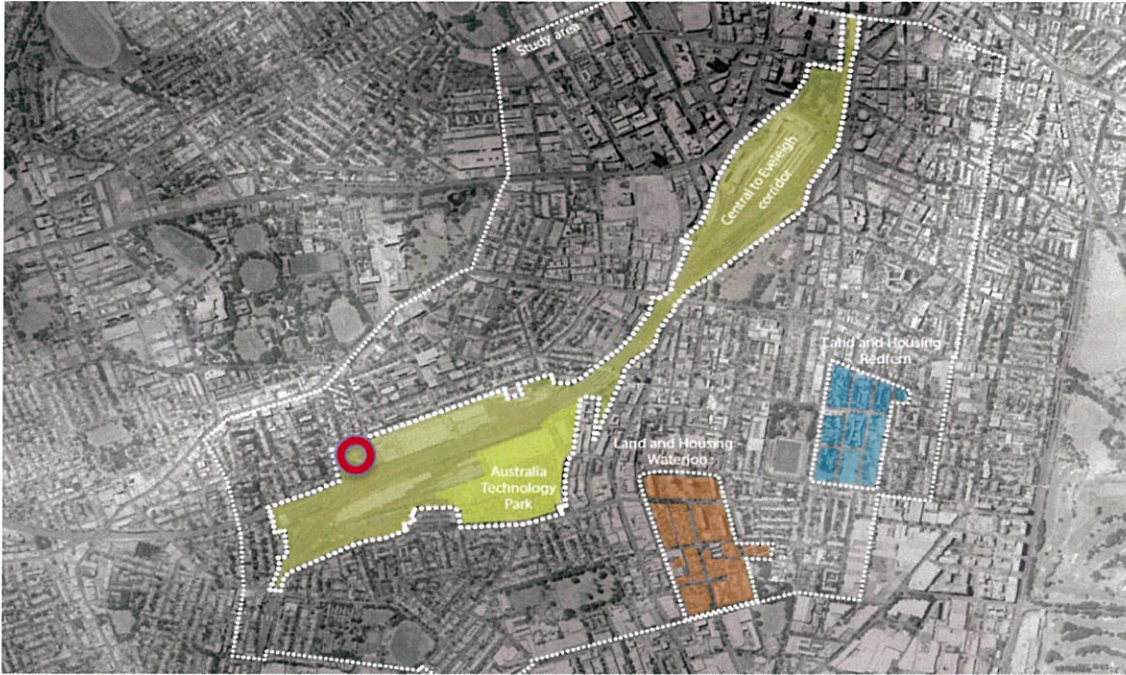 Study area
Central to Eveleigh
corridor
Land and Housing
Redfern
Land and Housing
Waterloo
Australia
Technology
Park